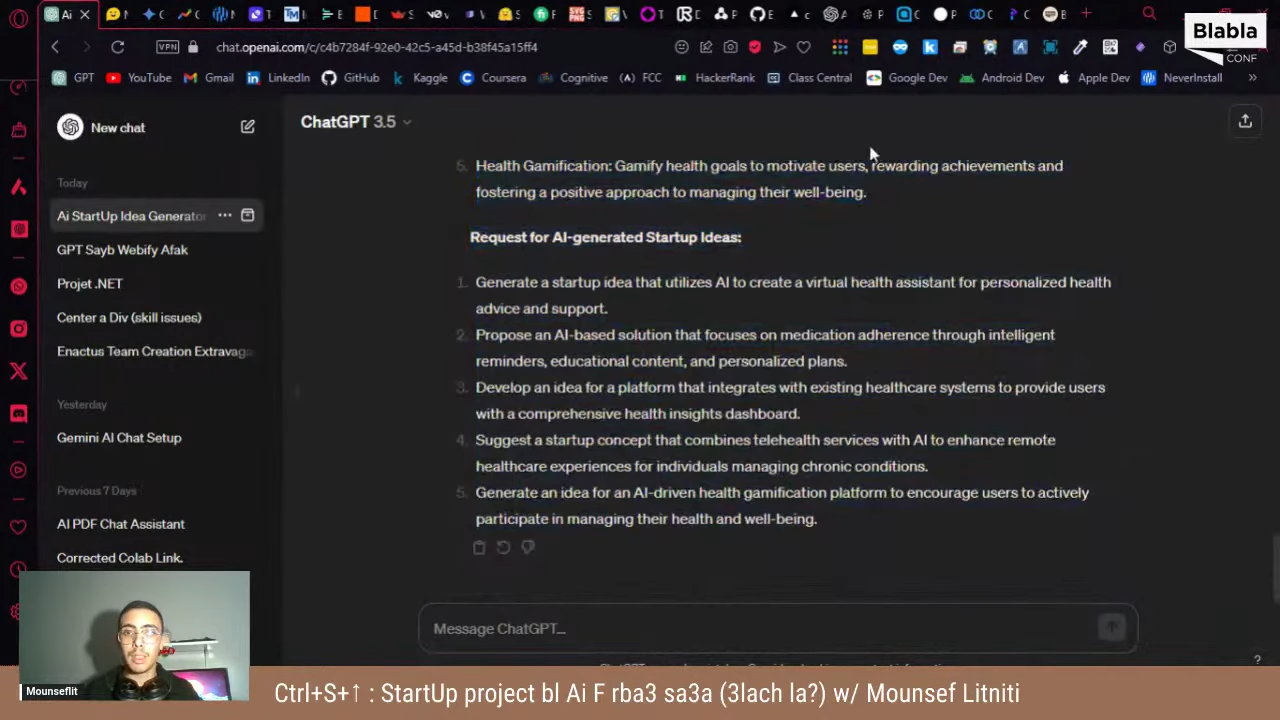 Blabla
CONF
chat.openai.com/c/c4b7284f-92e0-42c5-a45d-b38f45a15ff4
VPN
GPT
YouTube
Gmail
LinkedIn
GitHub
Kaggle
Coursera
Cognitive
FCC
HackerRank
Class Central
Google Dev
Android Dev
Apple Dev
NeverInstall
New chat
Today
Ai StartUp Idea Generator
GPT Sayb Webify Afak
Projet .NET
Center a Div (skill issues)
Enactus Team Creation Extravaga
Yesterday
Gemini AI Chat Setup
Previous 7 Days
AI PDF Chat Assistant
Corrected Colab Link.
ChatGPT 3.5
5. Health Gamification: Gamify health goals to motivate users, rewarding achievements and
fostering a positive approach to managing their well-being.
Request for AI-generated Startup Ideas:
1. Generate a startup idea that utilizes AI to create a virtual health assistant for personalized health
advice and support.
2. Propose an AI-based solution that focuses on medication adherence through intelligent
reminders, educational content, and personalized plans.
3. Develop an idea for a platform that integrates with existing healthcare systems to provide users
with a comprehensive health insights dashboard.
4. Suggest a startup concept that combines telehealth services with AI to enhance remote
healthcare experiences for individuals managing chronic conditions.
5. Generate an idea for an AI-driven health gamification platform to encourage users to actively
participate in managing their health and well-being.
Message ChatGPT...
?
Mounseflit
Ctrl+S+↑ : StartUp project bl Ai F rba3 sa3a (3lach la?) w/ Mounsef Litniti